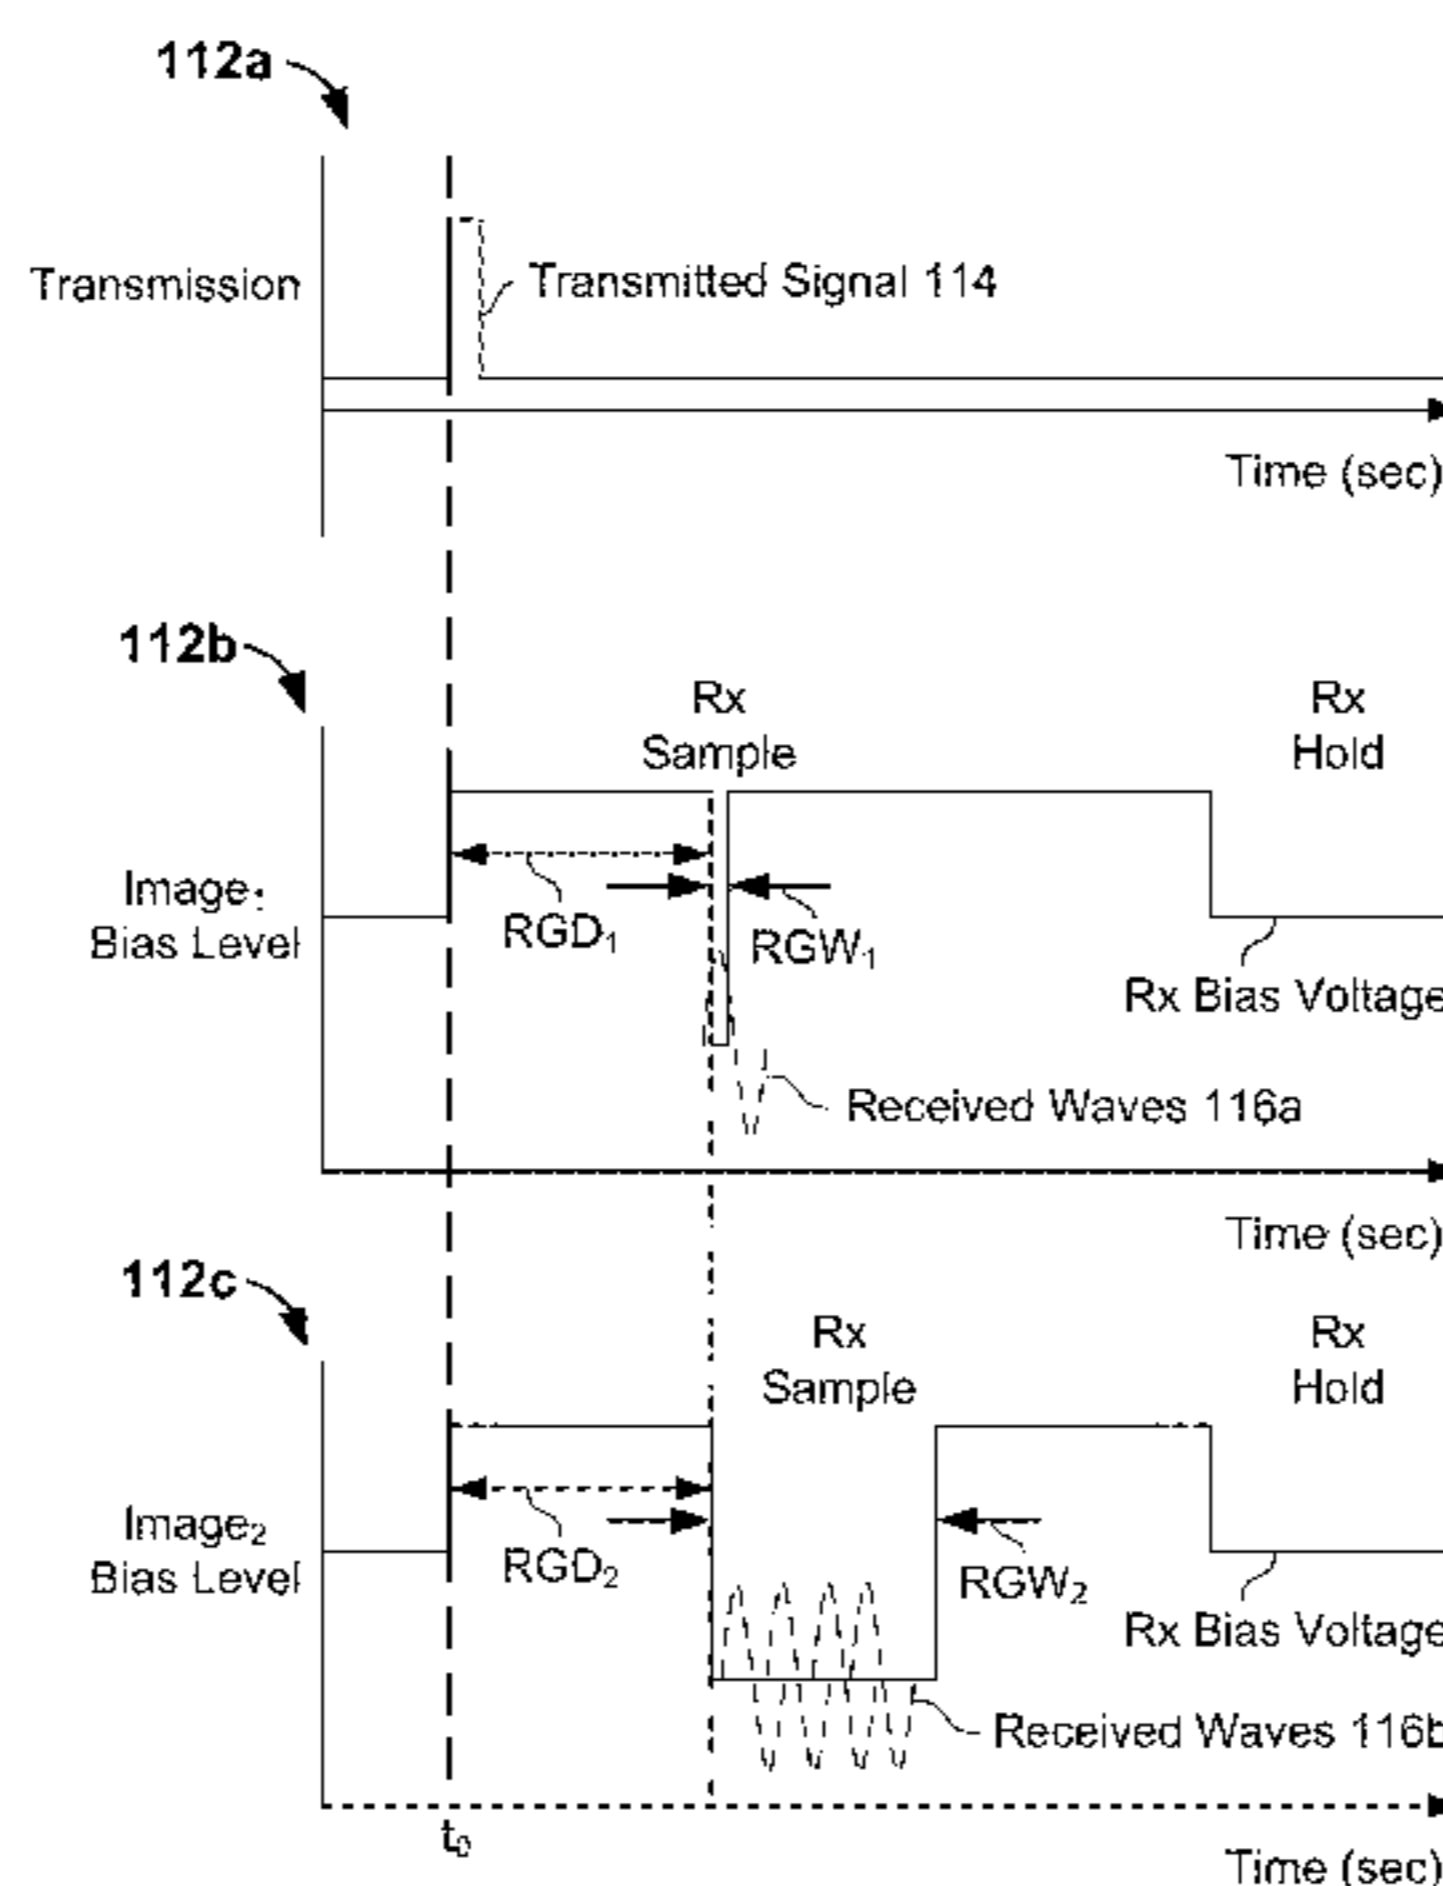 112a
Transmission
Transmitted Signal 114
Time (sec)
112b
Rx
Sample
Rx
Hold
Image₁
Bias Level
RGD₁
RGW₁
Rx Bias Voltage
Received Waves 116a
Time (sec)
112c
Rx
Sample
Rx
Hold
Image₂
Bias Level
RGD₂
RGW₂
Rx Bias Voltage
Received Waves 116b
t₀
Time (sec)